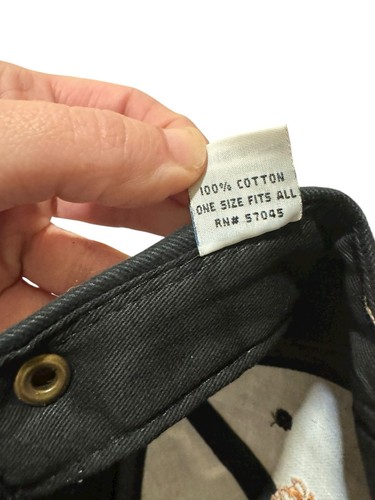 100% COTTON
ONE SIZE FITS ALL
RN# 57045